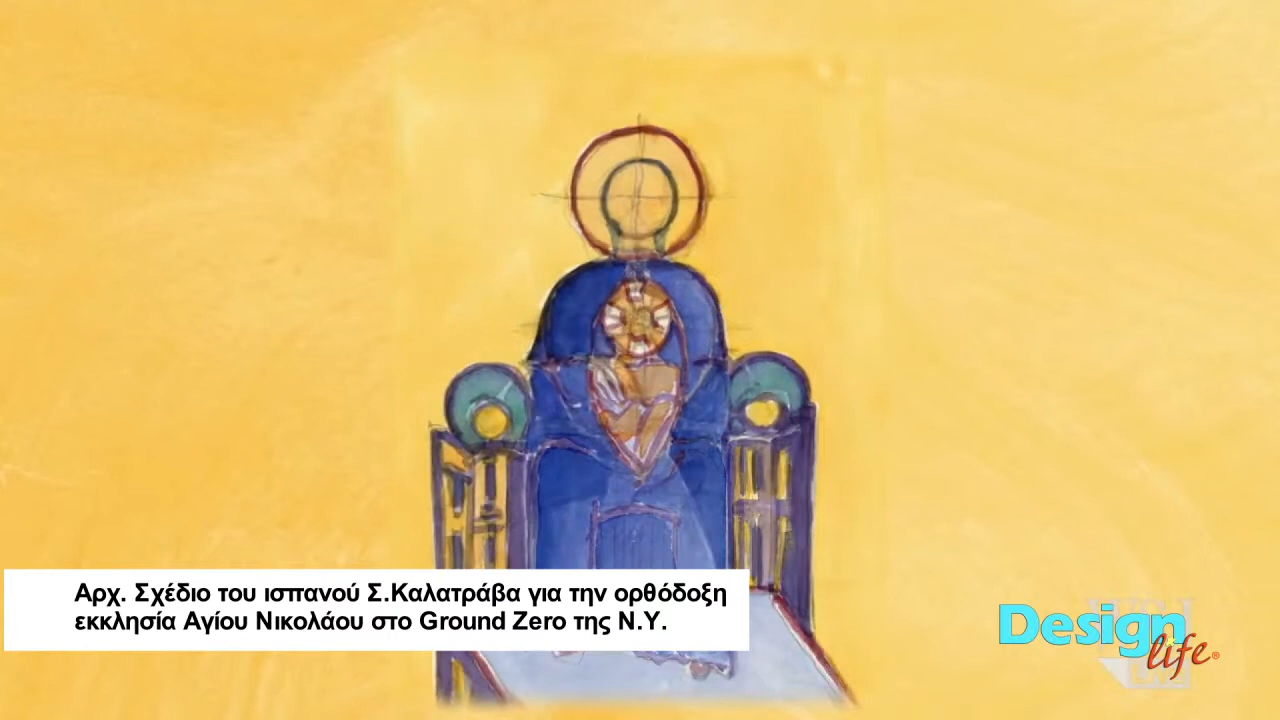 Αρχ. Σχέδιο του ισπανού Σ.Καλατράβα για την ορθόδοξη
εκκλησία Αγίου Νικολάου στο Ground Zero της Ν.Υ.
Design
life®